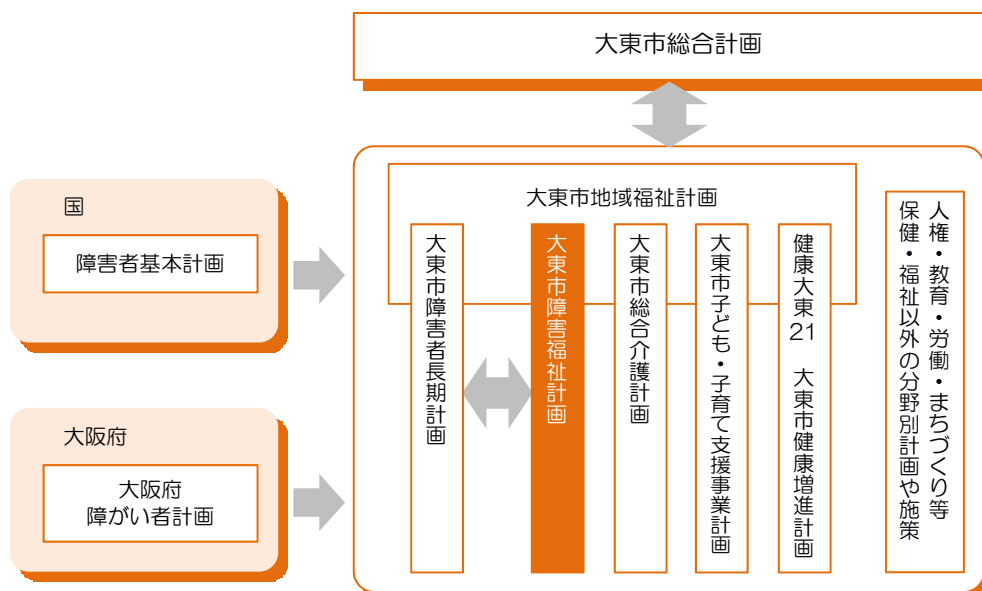 大東市総合計画
国
障害者基本計画
大阪府
大阪府
障がい者計画
大東市地域福祉計画
大東市障害者長期計画
大東市障害福祉計画
大東市総合介護計画
大東市子ども・子育て支援事業計画
健康大東21　大東市健康増進計画
人権・教育・労働・まちづくり等
保健・福祉以外の分野別計画や施策